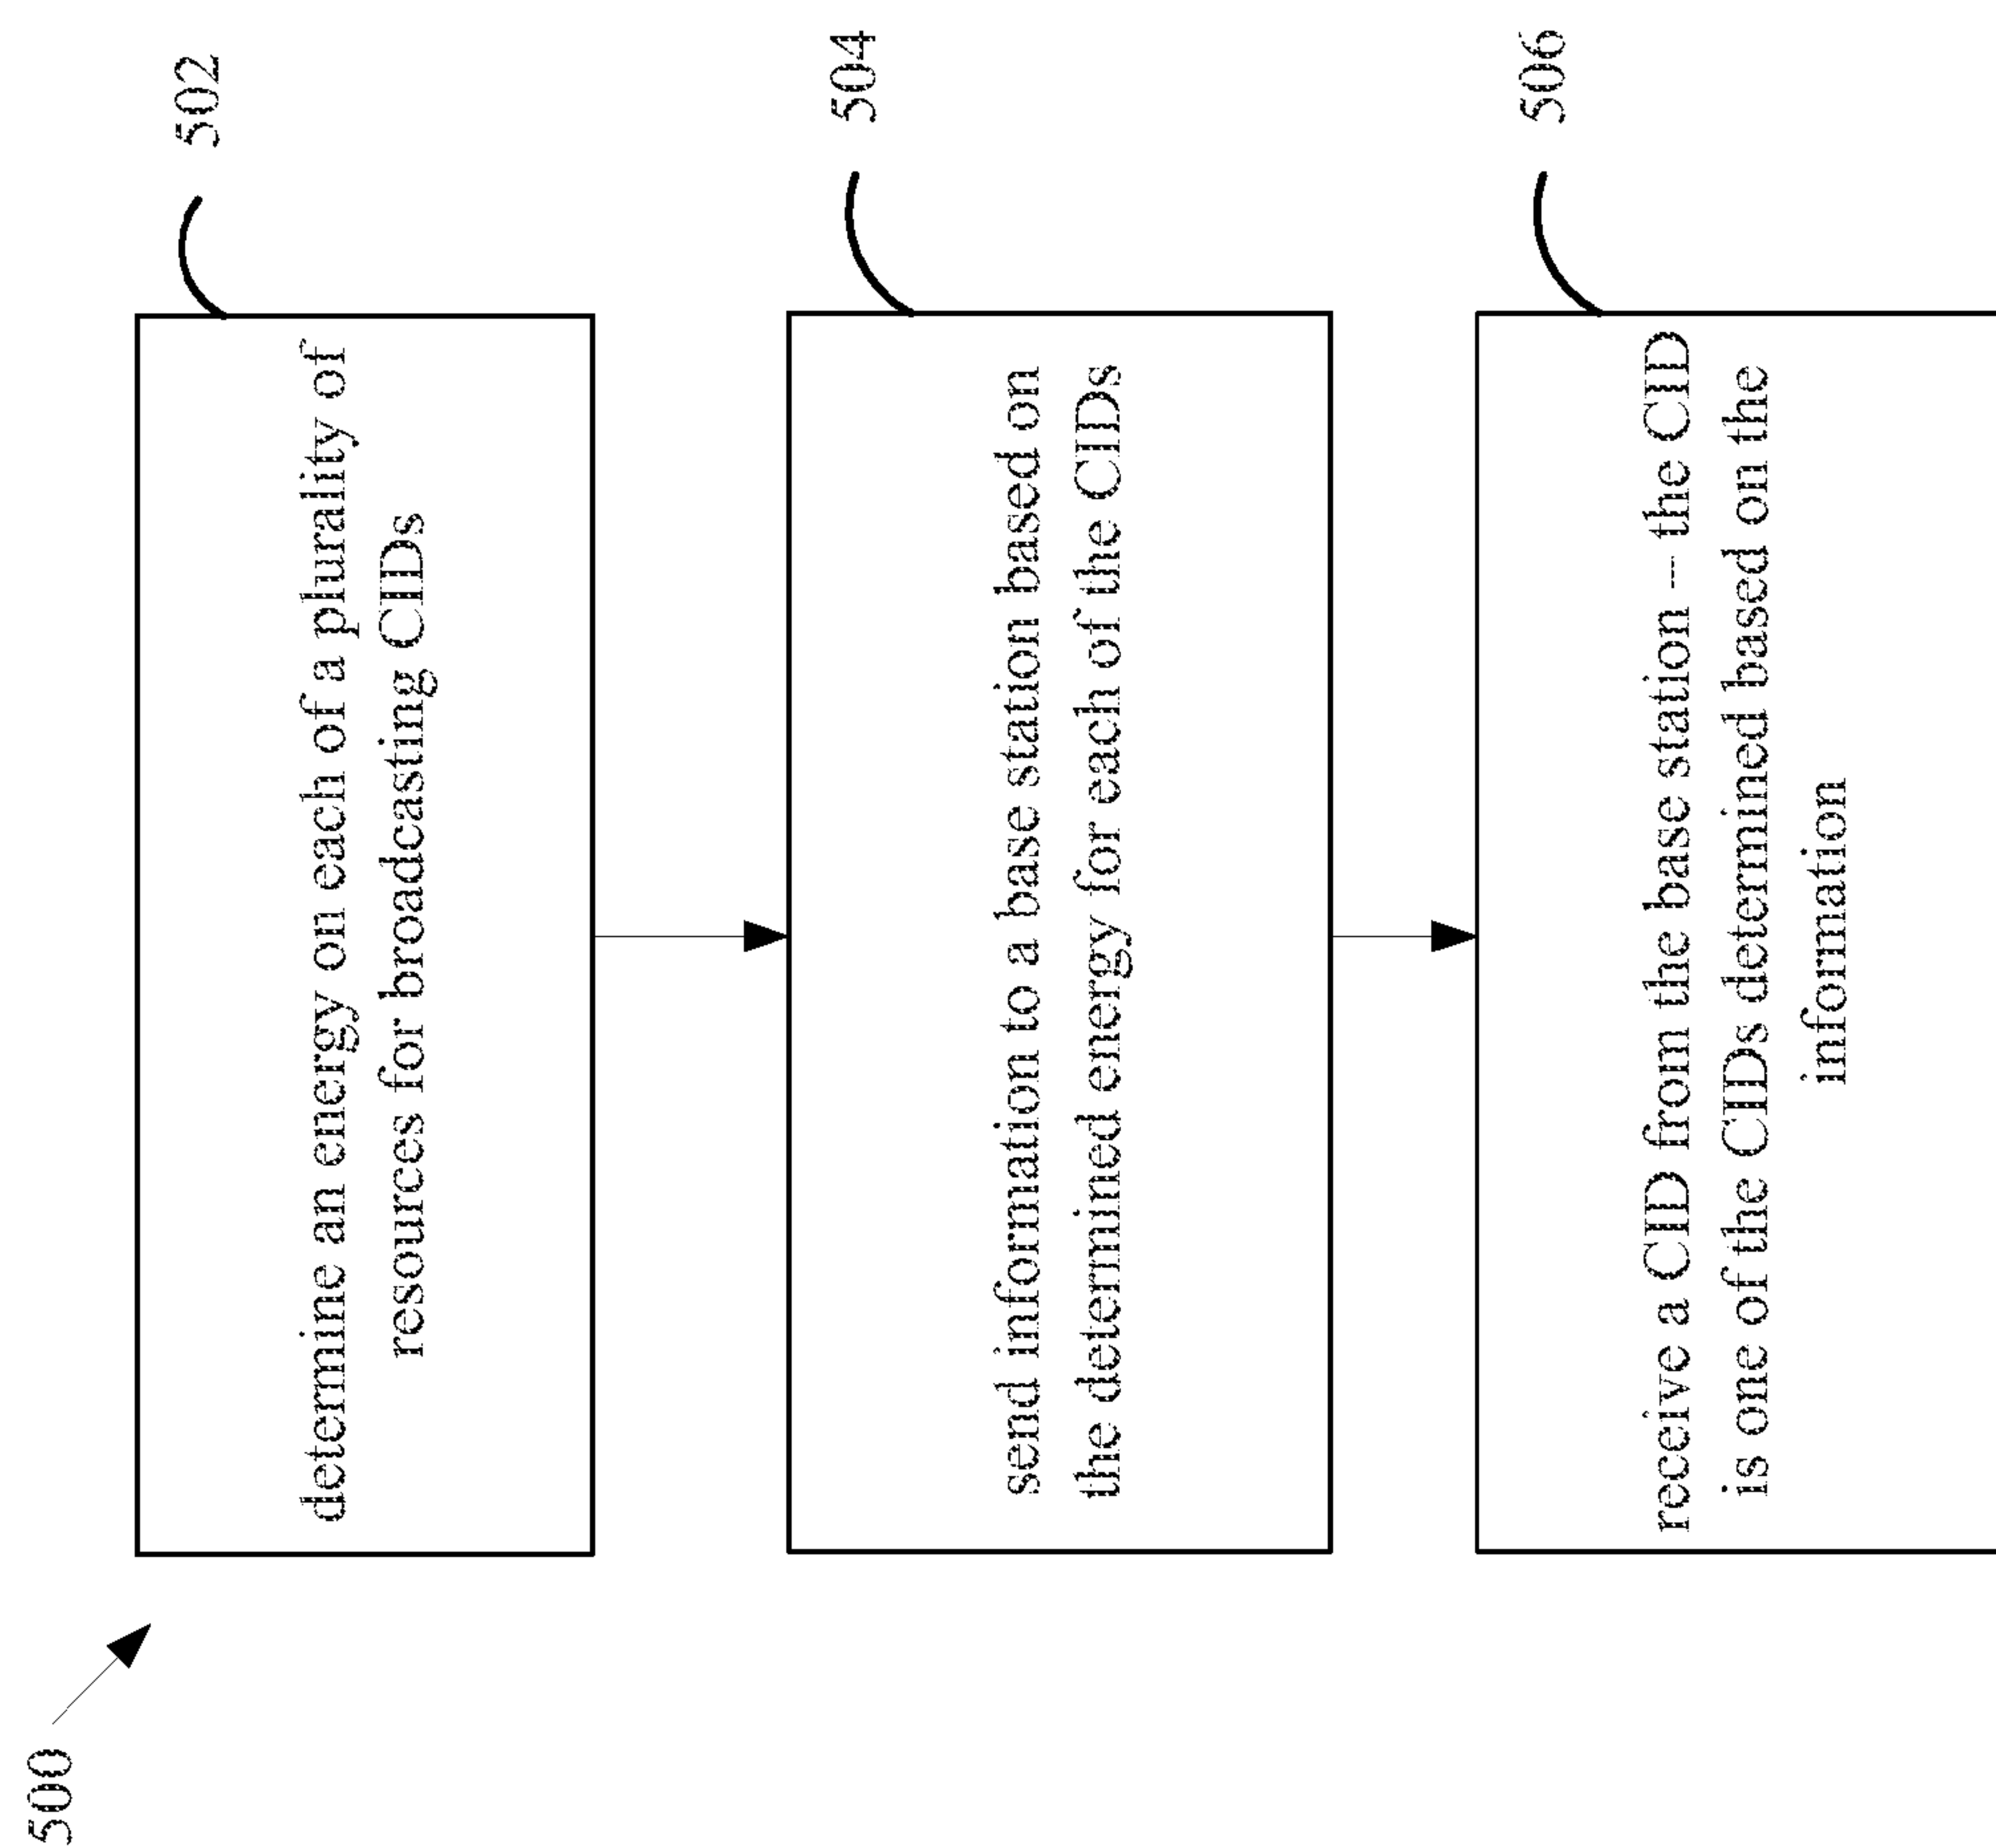 500
502
determine an energy on each of a plurality of
resources for broadcasting CIDs
504
send information to a base station based on
the determined energy for each of the CIDs
506
receive a CID from the base station – the CID
is one of the CIDs determined based on the
information